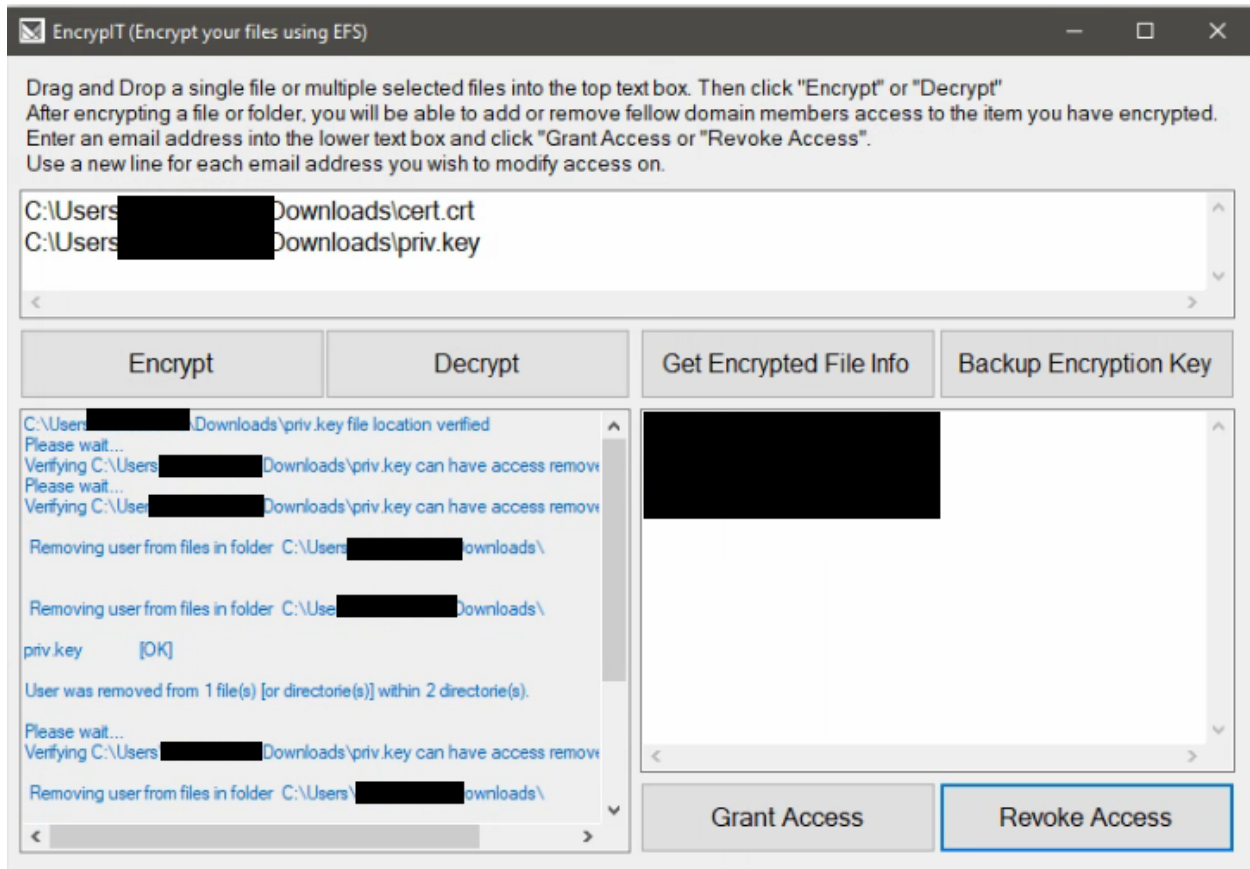 EncrypIT (Encrypt your files using EFS)
Drag and Drop a single file or multiple selected files into the top text box. Then click "Encrypt" or "Decrypt"
After encrypting a file or folder, you will be able to add or remove fellow domain members access to the item you have encrypted.
Enter an email address into the lower text box and click "Grant Access or "Revoke Access".
Use a new line for each email address you wish to modify access on.
C:\Users Downloads\cert.crt
C:\Users Downloads\priv.key
Encrypt Decrypt Get Encrypted File Info Backup Encryption Key
C:\Users \Downloads\priv.key file location verified
Please wait...
Verifying C:\Users Downloads\priv.key can have access remove
Please wait...
Verifying C:\User Downloads\priv.key can have access remove
Removing user from files in folder C:\Users ownloads\
Removing user from files in folder C:\Use Downloads\
priv.key [OK]
User was removed from 1 file(s) [or directorie(s)] within 2 directorie(s).
Please wait...
Verifying C:\Users Downloads\priv.key can have access remove
Removing user from files in folder C:\Users\ ownloads\
Grant Access Revoke Access